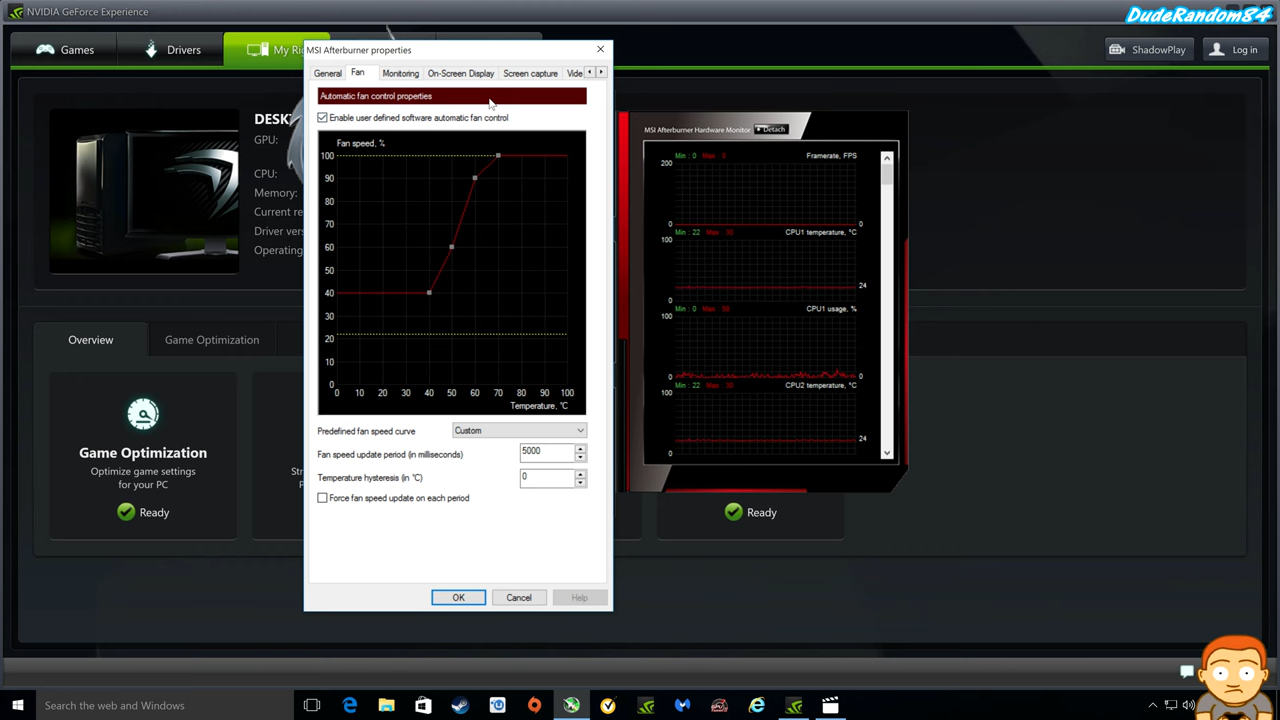 NVIDIA GeForce Experience
DudeRandom84
Games
Drivers
My Ri
ShadowPlay
Log in
MSI Afterburner properties
General
Fan
Monitoring
On-Screen Display
Screen capture
Vide
Automatic fan control properties
Enable user defined software automatic fan control
Fan speed, %
100
90
80
70
60
50
40
30
20
10
0
0 10 20 30 40 50 60 70 80 90 100
Temperature, °C
Predefined fan speed curve
Custom
Fan speed update period (in milliseconds)
5000
Temperature hysteresis (in °C)
0
Force fan speed update on each period
OK
Cancel
Help
DESK
GPU:
CPU:
Memory:
Current re
Driver vers
Operating
MSI Afterburner Hardware Monitor
Detach
Min : 0 Max : 0 Framerate, FPS
200
0
0
Min : 22 Max : 30 CPU1 temperature, °C
100
24
0
Min : 0 CPU1 usage, %
100
0
0
Min : 22 Max : 30 CPU2 temperature, °C
100
24
0
Overview
Game Optimization
Game Optimization
Optimize game settings
for your PC
Ready
Str
Ready
Search the web and Windows